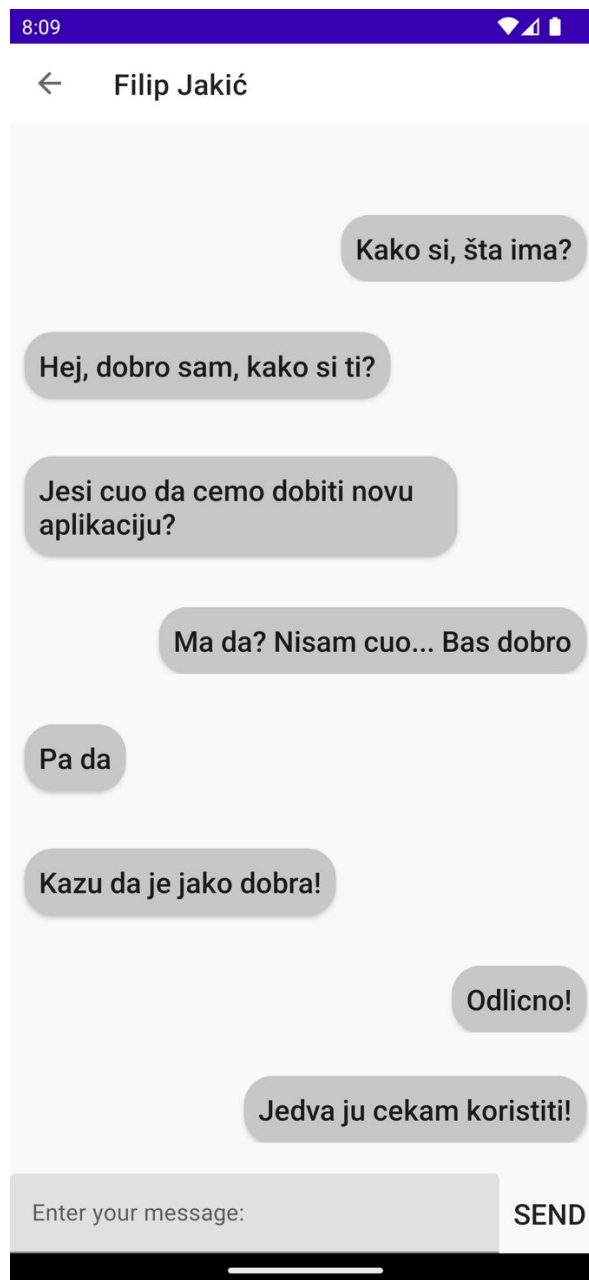 8:09
Filip Jakić
Kako si, šta ima?
Hej, dobro sam, kako si ti?
Jesi cuo da cemo dobiti novu
aplikaciju?
Ma da? Nisam cuo... Bas dobro
Pa da
Kazu da je jako dobra!
Odlicno!
Jedva ju cekam koristiti!
Enter your message:
SEND